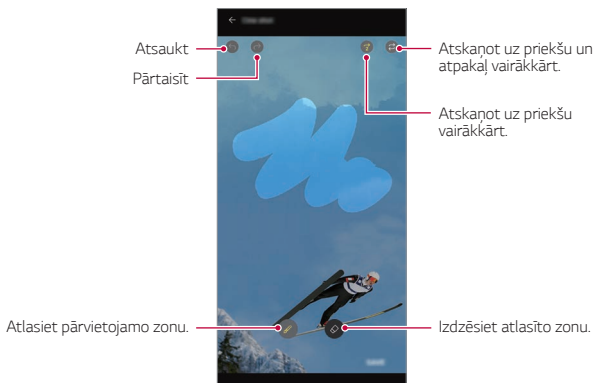 Atsaukt
Pārtaisīt
Atskaņot uz priekšu un
atpakaļ vairākkārt.
Atskaņot uz priekšu
vairākkārt.
Atlasiet pārvietojamo zonu.
Izdzēsiet atlasīto zonu.